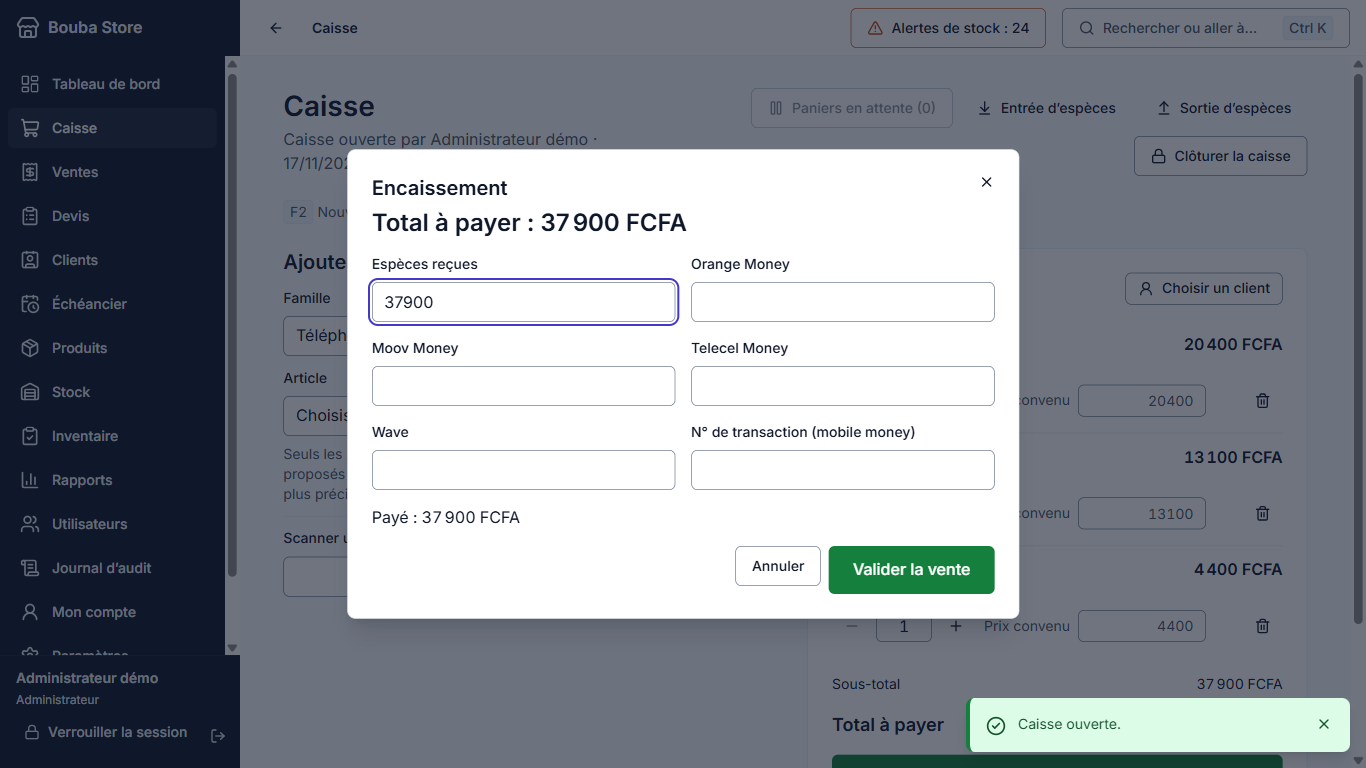 Bouba Store
Caisse
Alertes de stock : 24
Rechercher ou aller à...
Ctrl K
Tableau de bord
Caisse
Ventes
Devis
Clients
Échéancier
Produits
Stock
Inventaire
Rapports
Utilisateurs
Journal d'audit
Mon compte
Administrateur démo
Administrateur
Verrouiller la session
Caisse
Caisse ouverte par Administrateur démo ·
Paniers en attente (0)
Entrée d'espèces
Sortie d'espèces
Clôturer la caisse
F2
Famille
Article
Seuls les
proposés
Encaissement
Total à payer : 37 900 FCFA
Espèces reçues
Orange Money
37900
Moov Money
Telecel Money
Wave
N° de transaction (mobile money)
Payé : 37 900 FCFA
Annuler
Valider la vente
Choisir un client
20 400 FCFA
convenu
20400
13 100 FCFA
convenu
13100
4 400 FCFA
1
Prix convenu
4400
Sous-total
37 900 FCFA
Total à payer
Caisse ouverte.